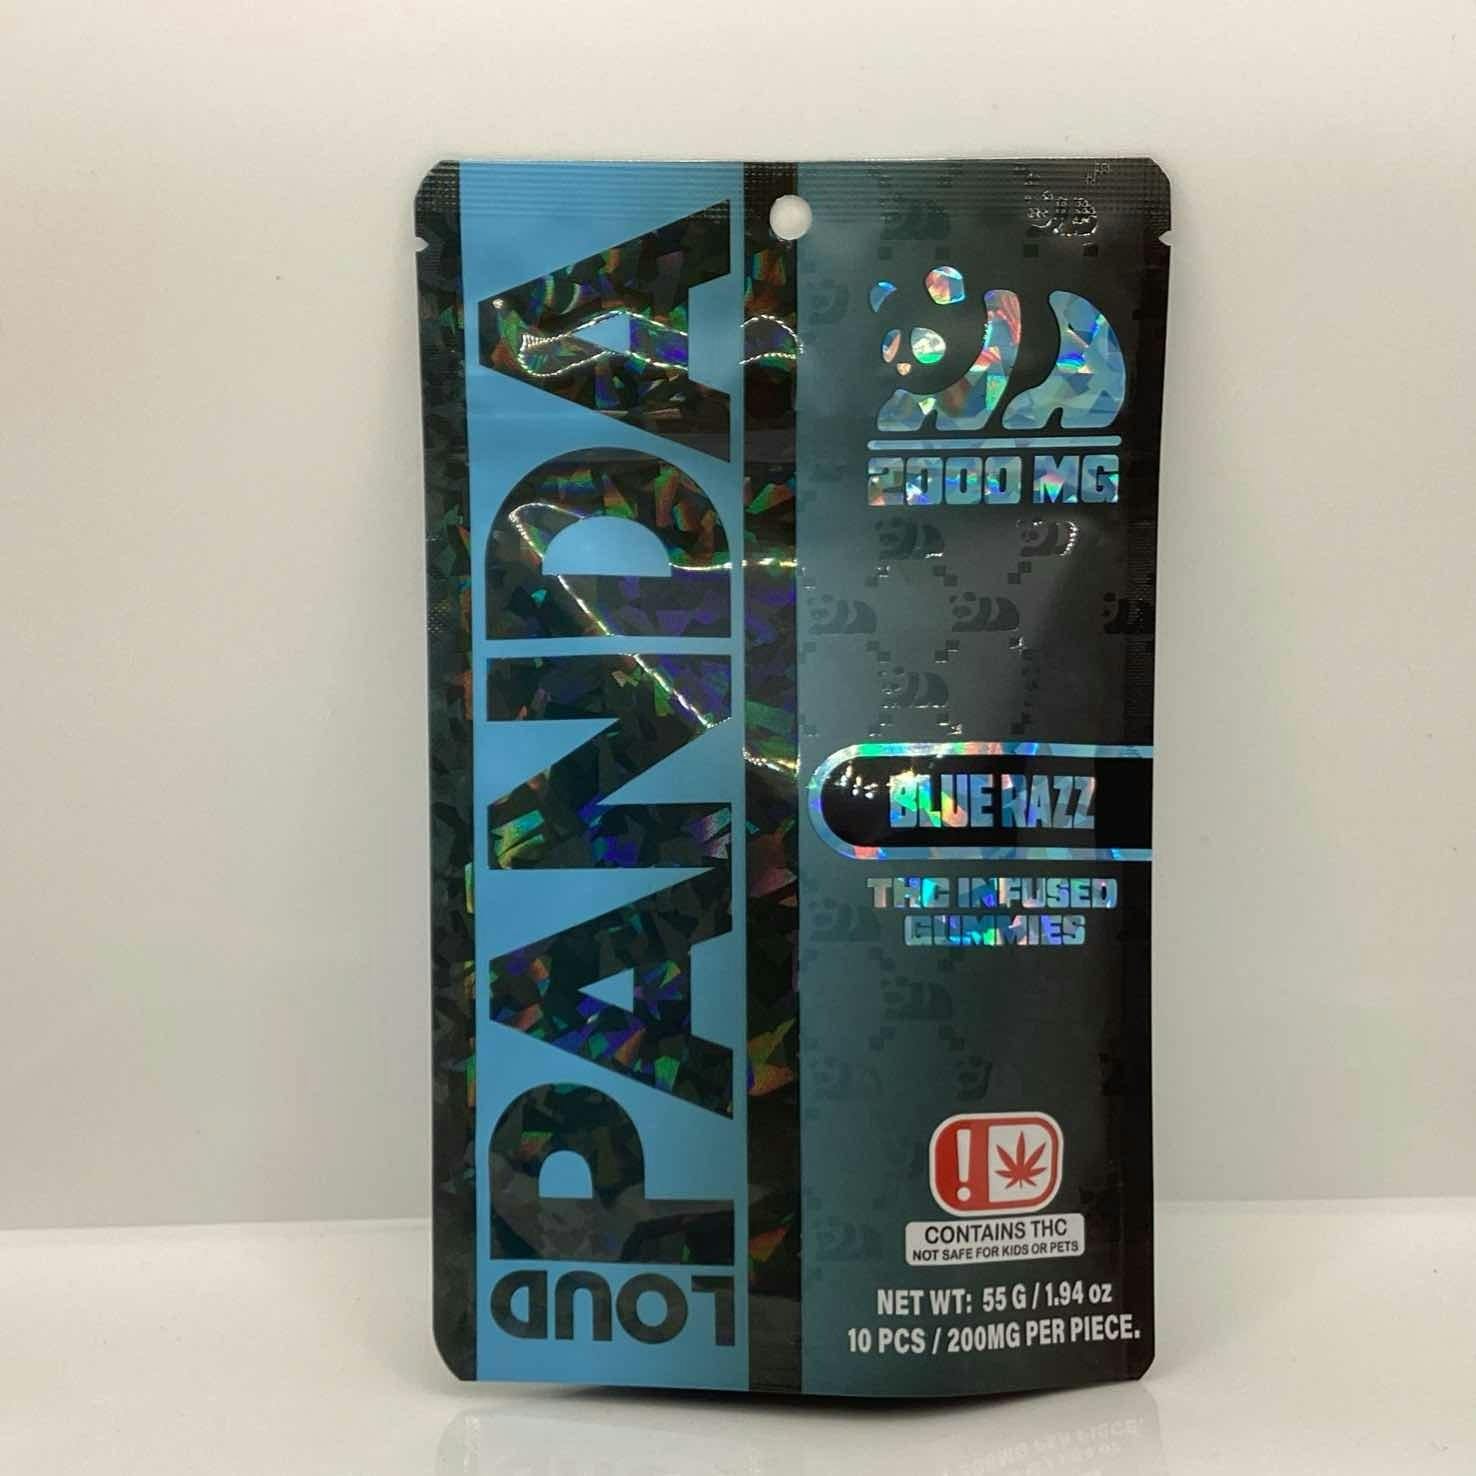 LOUD
PANDA
2000 MG
BLUE RAZZ
THC INFUSED
GUMMIES
!
CONTAINS THC
NOT SAFE FOR KIDS OR PETS
NET WT: 55 G / 1.94 oz
10 PCS / 200MG PER PIECE.